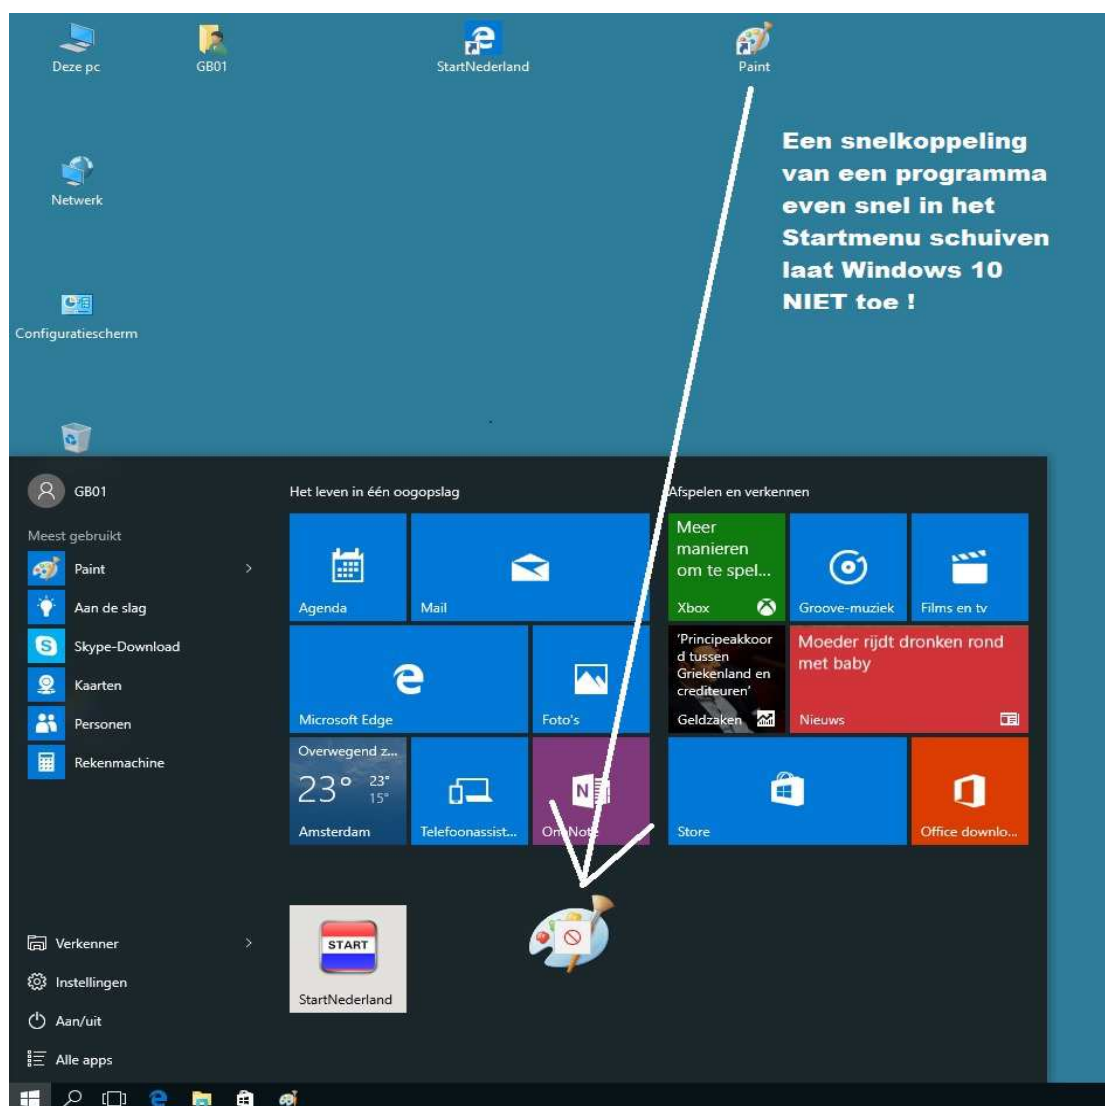 Deze pc
GB01
StartNederland
Paint
Een snelkoppeling
van een programma
even snel in het
Startmenu schuiven
laat Windows 10
NIET toe !
Netwerk
Configuratiescherm
GB01
Meest gebruikt
Paint
Aan de slag
Skype-Download
Kaarten
Personen
Rekenmachine
Verkenner
Instellingen
Aan/uit
Alle apps
Het leven in één oogopslag
Agenda
Mail
Microsoft Edge
Foto's
Overwegend z...
23° 23°
15°
Amsterdam
Telefoonassist...
N
OneNote
START
StartNederland
Afspelen en verkennen
Meer
manieren
om te spel...
Xbox
Groove-muziek
Films en tv
'Principeakkoor
d tussen
Griekenland en
crediteuren'
Geldzaken
Moeder rijdt dronken rond
met baby
Nieuws
Store
Office downlo...